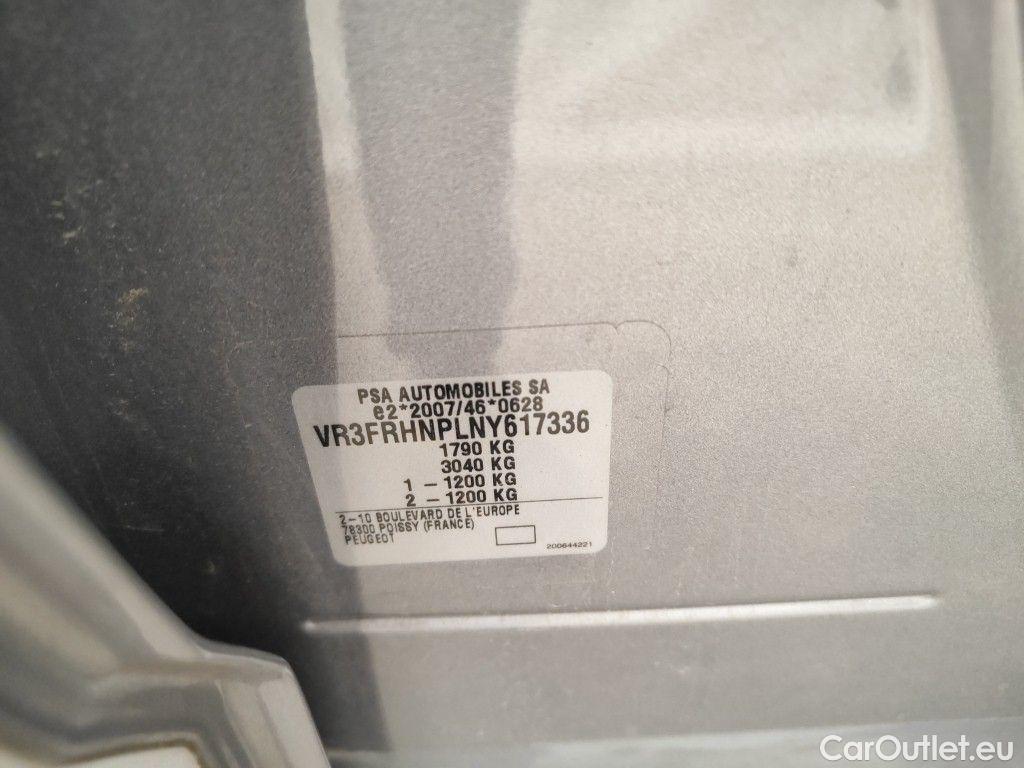 PSA AUTOMOBILES SA
e2*2007/46*0628
VR3FRHNPLNY617336
1790 KG
3040 KG
1 - 1200 KG
2 - 1200 KG
2-10 BOULEVARD DE L'EUROPE
78300 POISSY (FRANCE)
PEUGEOT
200644221
CarOutlet.eu